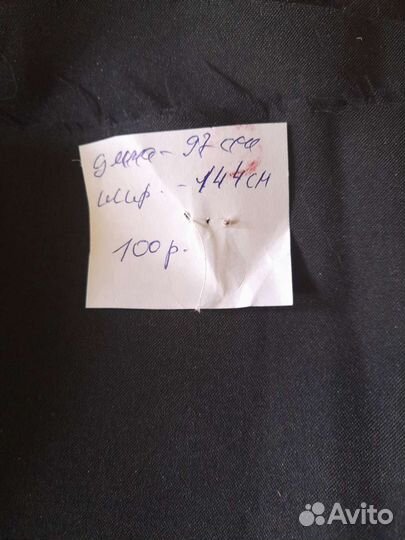 длина - 97 см
шир. - 144 см
100 р.
Avito